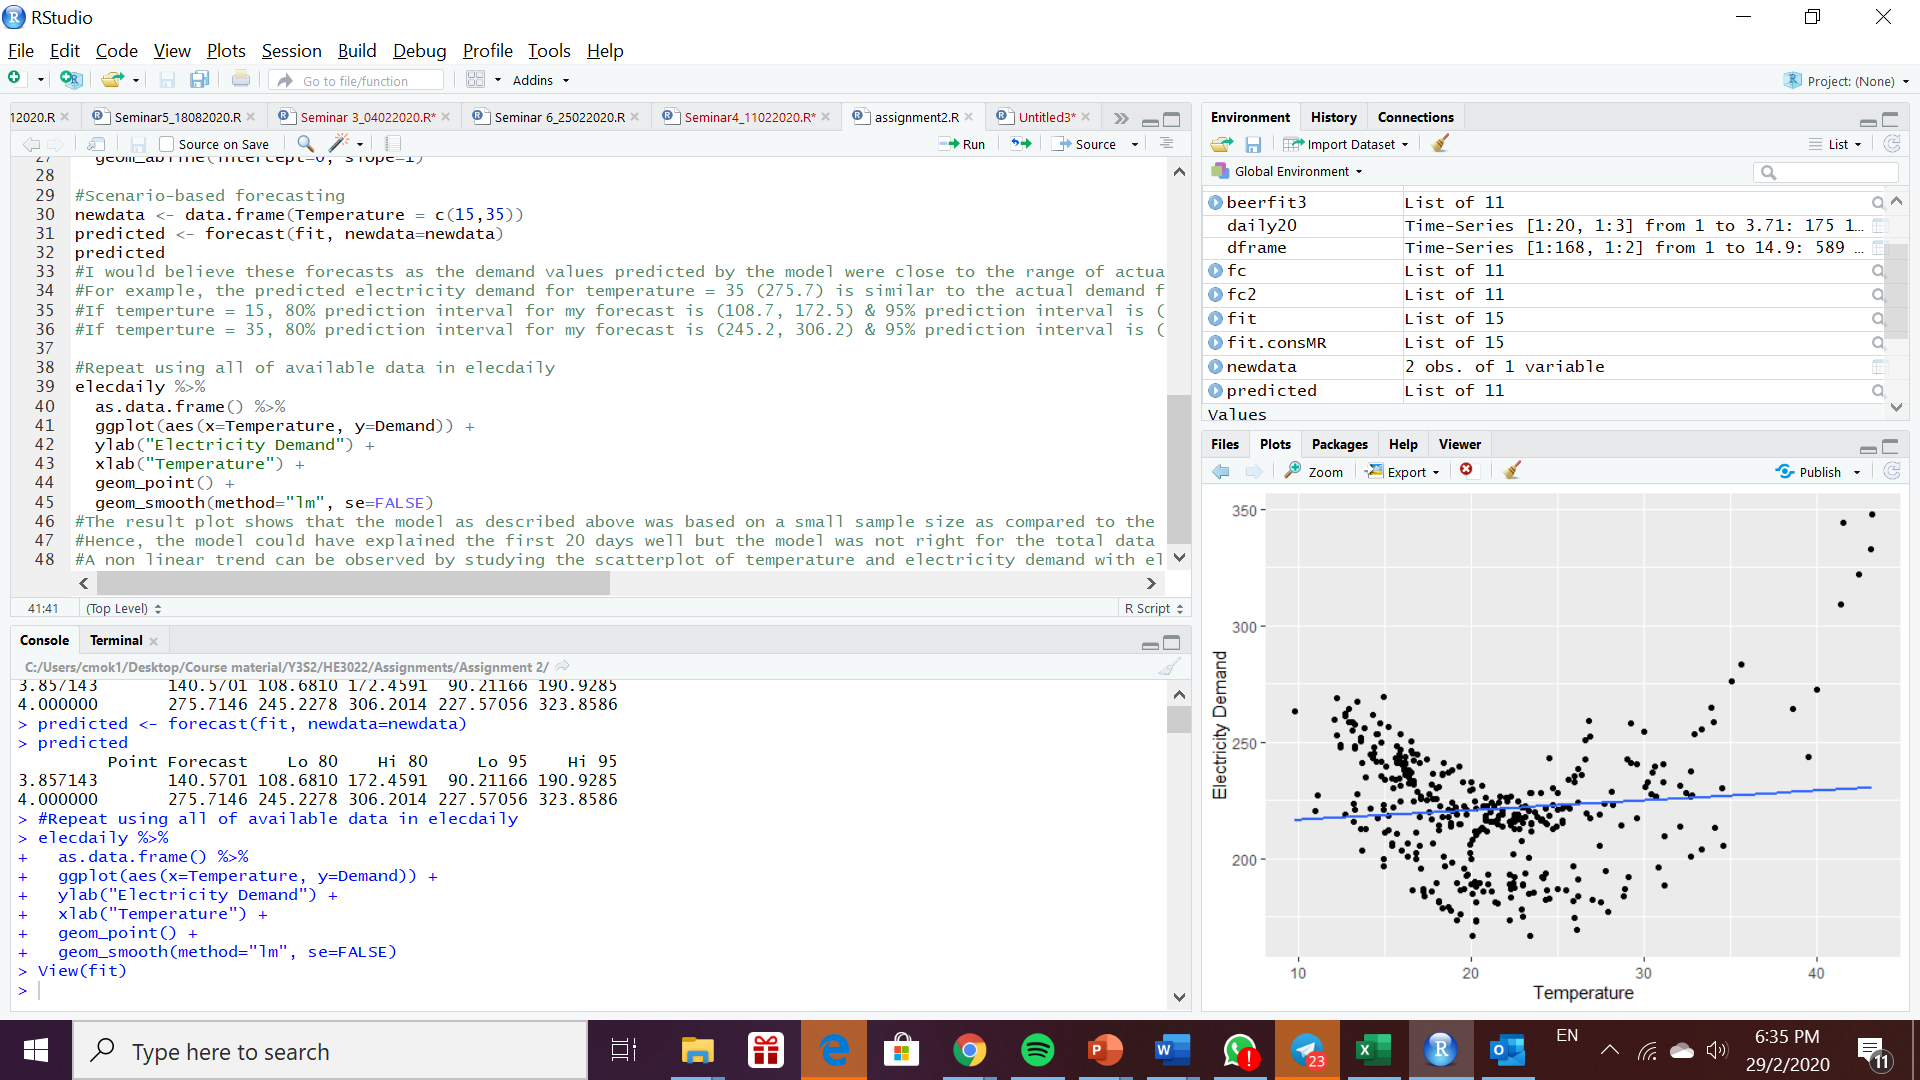 RStudio
File Edit Code View Plots Session Build Debug Profile Tools Help
Go to file/function Addins Project: (None)
12020.R Seminar5_18082020.R Seminar 3_04022020.R* Seminar 6_25022020.R Seminar4_11022020.R* assignment2.R Untitled3*
Source on Save Run Source
27 geom_abline(intercept=0, slope=1)
28
29 #Scenario-based forecasting
30 newdata <- data.frame(Temperature = c(15,35))
31 predicted <- forecast(fit, newdata=newdata)
32 predicted
33 #I would believe these forecasts as the demand values predicted by the model were close to the range of actua
34 #For example, the predicted electricity demand for temperature = 35 (275.7) is similar to the actual demand f
35 #If temperture = 15, 80% prediction interval for my forecast is (108.7, 172.5) & 95% prediction interval is (
36 #If temperture = 35, 80% prediction interval for my forecast is (245.2, 306.2) & 95% prediction interval is (
37
38 #Repeat using all of available data in elecdaily
39 elecdaily %>%
40 as.data.frame() %>%
41 ggplot(aes(x=Temperature, y=Demand)) +
42 ylab("Electricity Demand") +
43 xlab("Temperature") +
44 geom_point() +
45 geom_smooth(method="lm", se=FALSE)
46 #The result plot shows that the model as described above was based on a small sample size as compared to the
47 #Hence, the model could have explained the first 20 days well but the model was not right for the total data
48 #A non linear trend can be observed by studying the scatterplot of temperature and electricity demand with el
41:41 (Top Level) R Script
Console Terminal
C:/Users/cmok1/Desktop/Course material/Y3S2/HE3022/Assignments/Assignment 2/
3.857143 140.5701 108.6810 172.4591 90.21166 190.9285
4.000000 275.7146 245.2278 306.2014 227.57056 323.8586
> predicted <- forecast(fit, newdata=newdata)
> predicted
Point Forecast Lo 80 Hi 80 Lo 95 Hi 95
3.857143 140.5701 108.6810 172.4591 90.21166 190.9285
4.000000 275.7146 245.2278 306.2014 227.57056 323.8586
> #Repeat using all of available data in elecdaily
> elecdaily %>%
+ as.data.frame() %>%
+ ggplot(aes(x=Temperature, y=Demand)) +
+ ylab("Electricity Demand") +
+ xlab("Temperature") +
+ geom_point() +
+ geom_smooth(method="lm", se=FALSE)
> View(fit)
>
Environment History Connections
Import Dataset List
Global Environment
beerfit3 List of 11
daily20 Time-Series [1:20, 1:3] from 1 to 3.71: 175 1…
dframe Time-Series [1:168, 1:2] from 1 to 14.9: 589 …
fc List of 11
fc2 List of 11
fit List of 15
fit.consMR List of 15
newdata 2 obs. of 1 variable
predicted List of 11
Values
Files Plots Packages Help Viewer
Zoom Export Publish
350
300
250
200
Electricity Demand
10 20 30 40
Temperature
Type here to search
23
EN
6:35 PM
29/2/2020
11